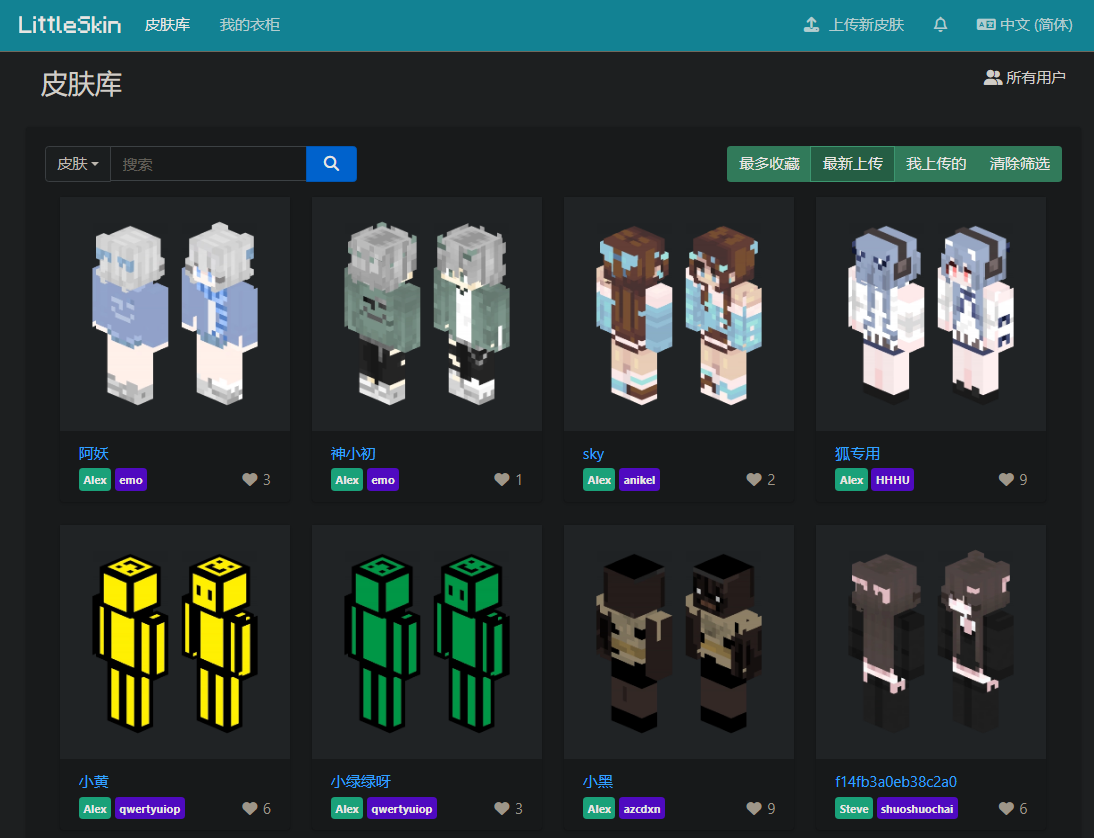 LittleSkin 皮肤库 我的衣柜 上传新皮肤 中文 (简体)
皮肤库 所有用户
皮肤 搜索 最多收藏 最新上传 我上传的 清除筛选
阿妖 神小初 sky 狐专用
Alex emo 3 Alex emo 1 Alex anikel 2 Alex HHHU 9
小黄 小绿绿呀 小黑 f14fb3a0eb38c2a0
Alex qwertyuiop 6 Alex qwertyuiop 3 Alex azcdxn 9 Steve shuoshuochai 6